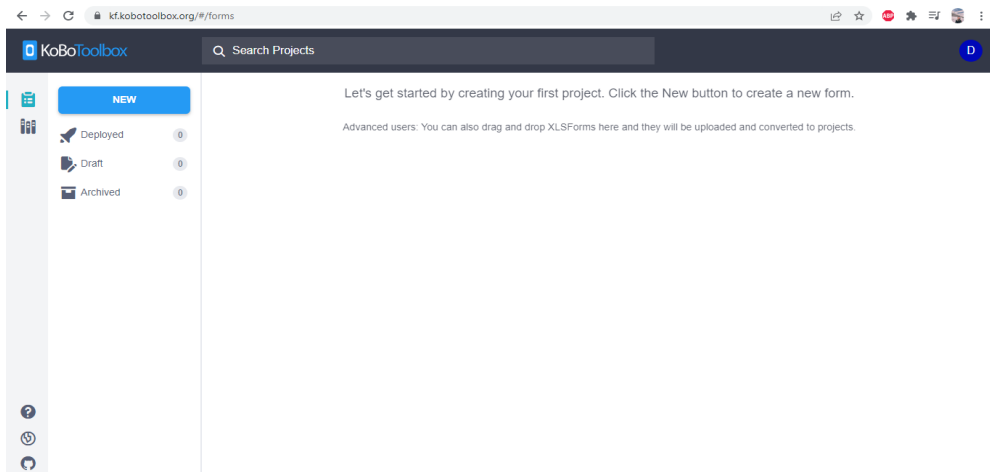 kf.kobotoolbox.org/#/forms
ABP
KoBoToolbox
Search Projects
D
NEW
Let's get started by creating your first project. Click the New button to create a new form.
Advanced users: You can also drag and drop XLSForms here and they will be uploaded and converted to projects.
Deployed 0
Draft 0
Archived 0